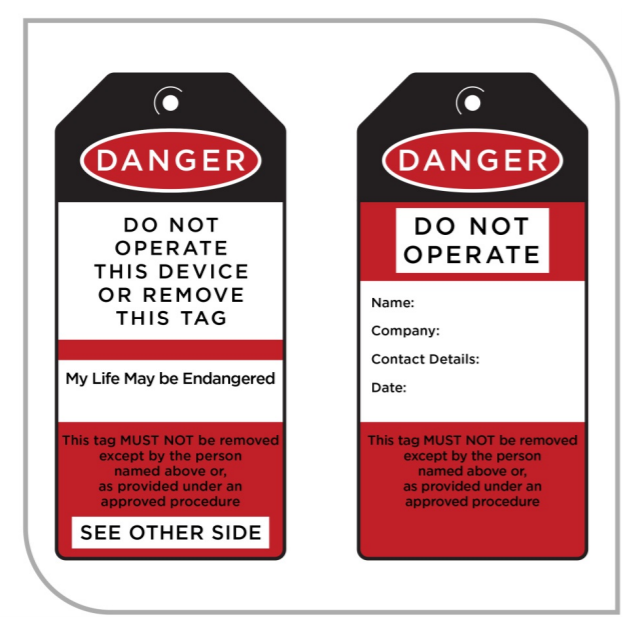 DANGER
DO NOT
OPERATE
THIS DEVICE
OR REMOVE
THIS TAG
My Life May be Endangered
This tag MUST NOT be removed
except by the person
named above or,
as provided under an
approved procedure
SEE OTHER SIDE
DANGER
DO NOT
OPERATE
Name:
Company:
Contact Details:
Date:
This tag MUST NOT be removed
except by the person
named above or,
as provided under an
approved procedure